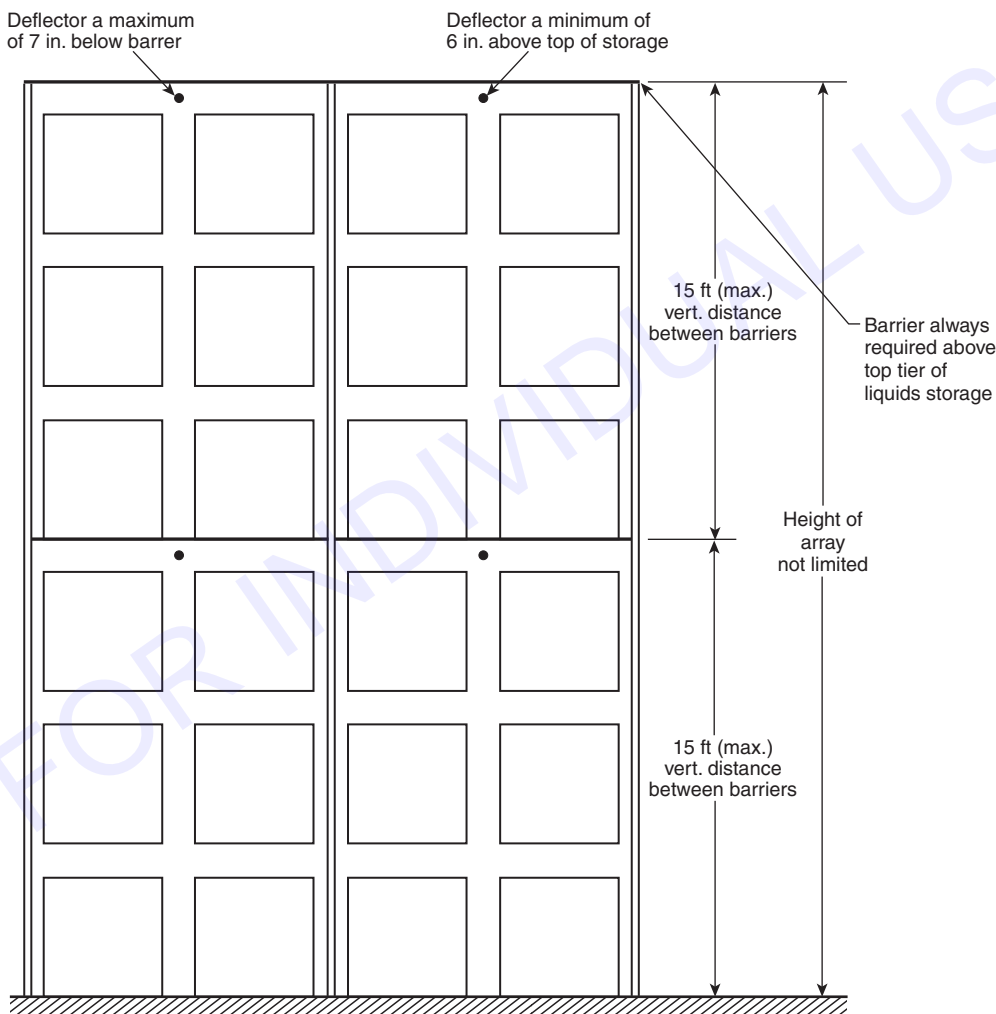 Deflector a maximum
of 7 in. below barrer
Deflector a minimum of
6 in. above top of storage
15 ft (max.)
vert. distance
between barriers
Barrier always
required above
top tier of
liquids storage
Height of
array
not limited
15 ft (max.)
vert. distance
between barriers
FOR INDIVIDUAL US